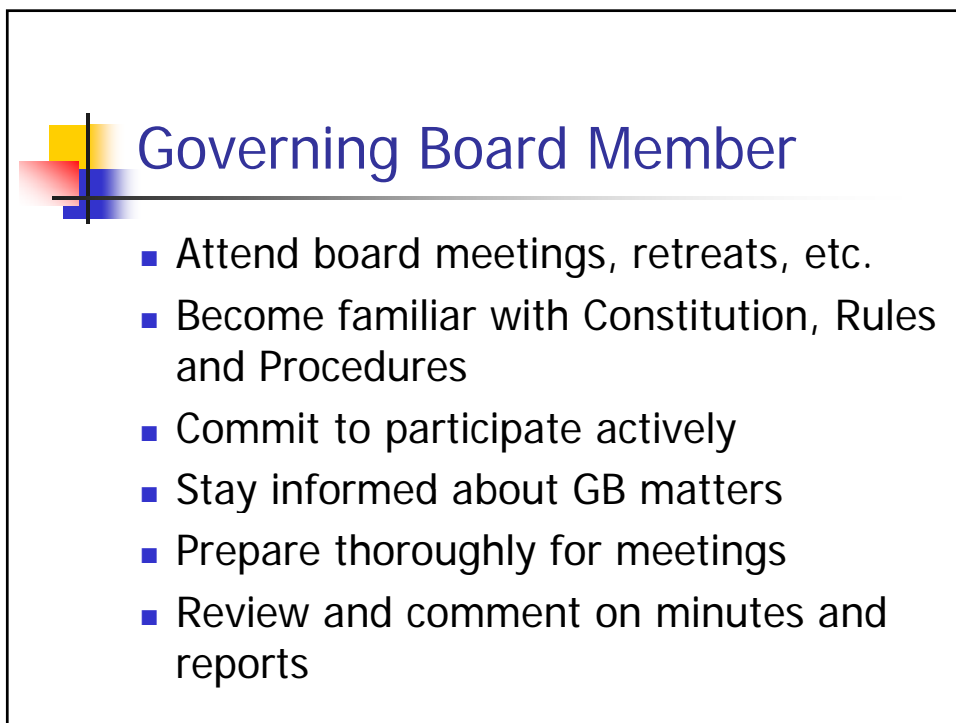 Governing Board Member
Attend board meetings, retreats, etc.
Become familiar with Constitution, Rules
and Procedures
Commit to participate actively
Stay informed about GB matters
Prepare thoroughly for meetings
Review and comment on minutes and
reports